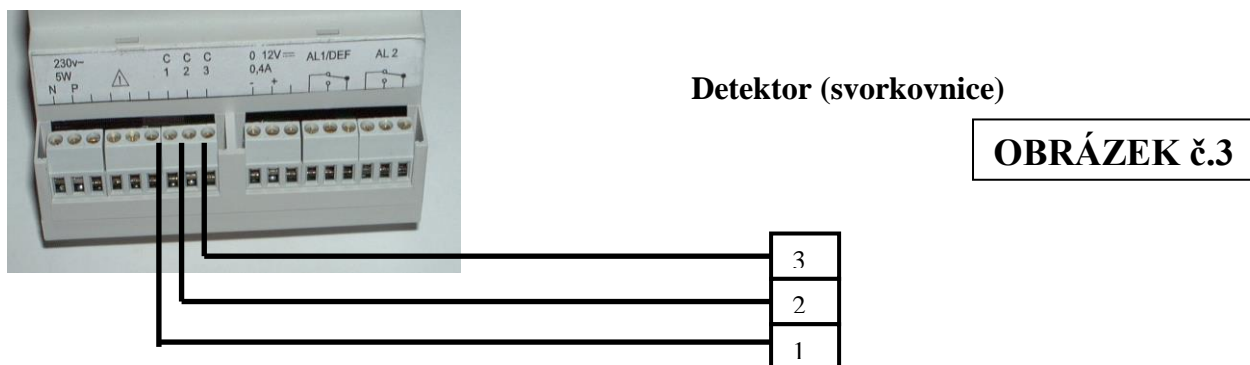 230v~ C C C 0 12V AL1/DEF AL 2
5W 1 2 3 0,4A
N P - +
Detektor (svorkovnice)
OBRÁZEK č.3
3
2
1